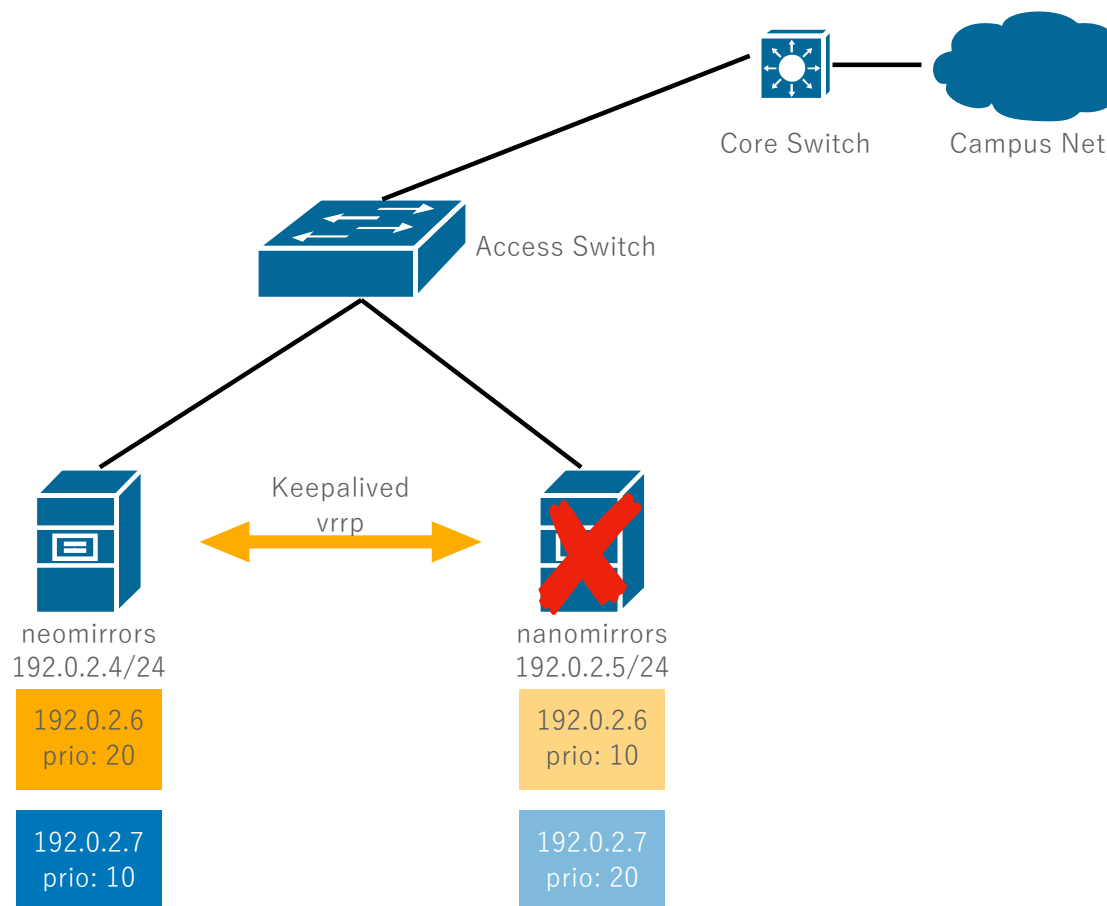 Core Switch
Campus Net
Access Switch
Keepalived
vrrp
neomirrors
192.0.2.4/24
nanomirrors
192.0.2.5/24
192.0.2.6
prio: 20
192.0.2.6
prio: 10
192.0.2.7
prio: 10
192.0.2.7
prio: 20